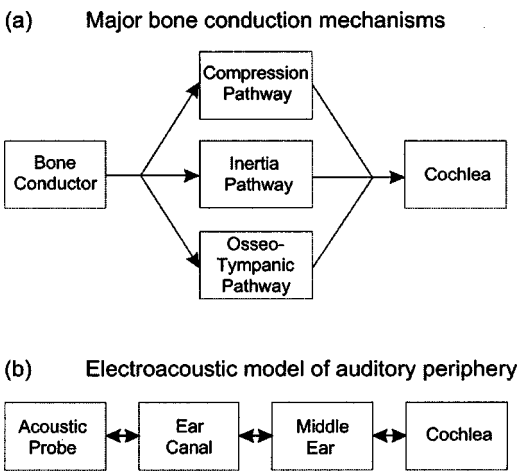 (a) Major bone conduction mechanisms
Compression
Pathway
Bone
Conductor
Inertia
Pathway
Cochlea
Osseo-
Tympanic
Pathway
(b) Electroacoustic model of auditory periphery
Acoustic
Probe
Ear
Canal
Middle
Ear
Cochlea